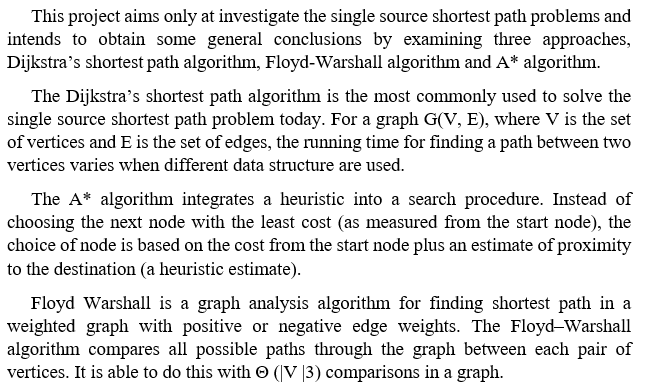 This project aims only at investigate the single source shortest path problems and
intends to obtain some general conclusions by examining three approaches,
Dijkstra's shortest path algorithm, Floyd-Warshall algorithm and A* algorithm.
The Dijkstra's shortest path algorithm is the most commonly used to solve the
single source shortest path problem today. For a graph G(V, E), where V is the set
of vertices and E is the set of edges, the running time for finding a path between two
vertices varies when different data structure are used.
The A* algorithm integrates a heuristic into a search procedure. Instead of
choosing the next node with the least cost (as measured from the start node), the
choice of node is based on the cost from the start node plus an estimate of proximity
to the destination (a heuristic estimate).
Floyd Warshall is a graph analysis algorithm for finding shortest path in a
weighted graph with positive or negative edge weights. The Floyd–Warshall
algorithm compares all possible paths through the graph between each pair of
vertices. It is able to do this with Θ (|V |3) comparisons in a graph.